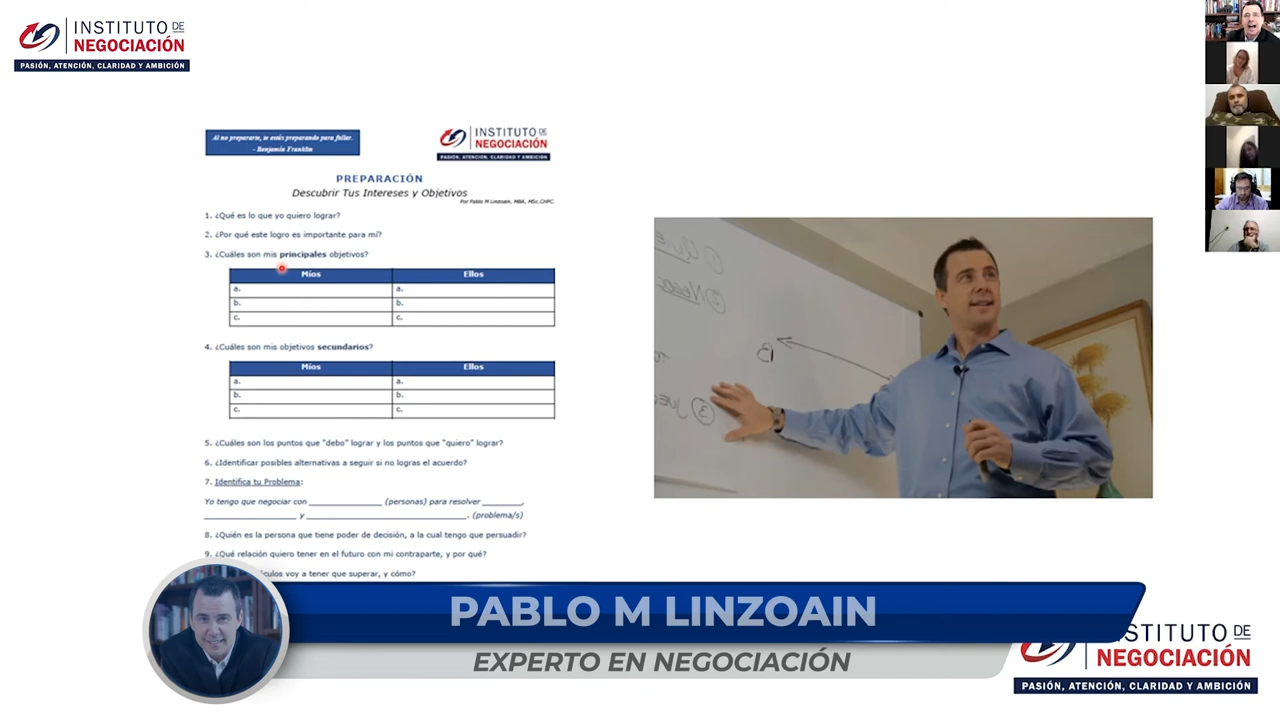 INSTITUTO DE
NEGOCIACIÓN
PASIÓN, ATENCIÓN, CLARIDAD Y AMBICIÓN
Al no prepararte, te estás preparando para fallar.
- Benjamín Franklin
INSTITUTO DE
NEGOCIACIÓN
PASIÓN, ATENCIÓN, CLARIDAD Y AMBICIÓN
PREPARACIÓN
Descubrir Tus Intereses y Objetivos
Por Pablo M Linzoain, MBA, MSc.CHPC.
1. ¿Qué es lo que yo quiero lograr?
2. ¿Por qué este logro es importante para mí?
3. ¿Cuáles son mis principales objetivos?
Míos Ellos
a. a.
b. b.
c. c.
4. ¿Cuáles son mis objetivos secundarios?
Míos Ellos
a. a.
b. b.
c. c.
5. ¿Cuáles son los puntos que "debo" lograr y los puntos que "quiero" lograr?
6. ¿Identificar posibles alternativas a seguir si no logras el acuerdo?
7. Identifica tu Problema:
Yo tengo que negociar con ______________ (personas) para resolver ________,
__________________ y ______________________________. (problema/s)
8. ¿Quién es la persona que tiene poder de decisión, a la cual tengo que persuadir?
9. ¿Qué relación quiero tener en el futuro con mi contraparte, y por qué?
voy a tener que superar, y cómo?
B
PABLO M LINZOAIN
EXPERTO EN NEGOCIACIÓN
DE
NEGOCIACIÓN
PASIÓN, ATENCIÓN, CLARIDAD Y AMBICIÓN